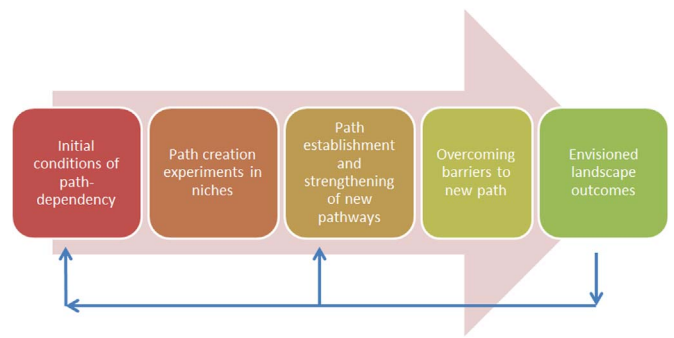 Initial
conditions of
path-
dependency
Path creation
experiments in
niches
Path
establishment
and
strengthening
of new
pathways
Overcoming
barriers to
new path
Envisioned
landscape
outcomes